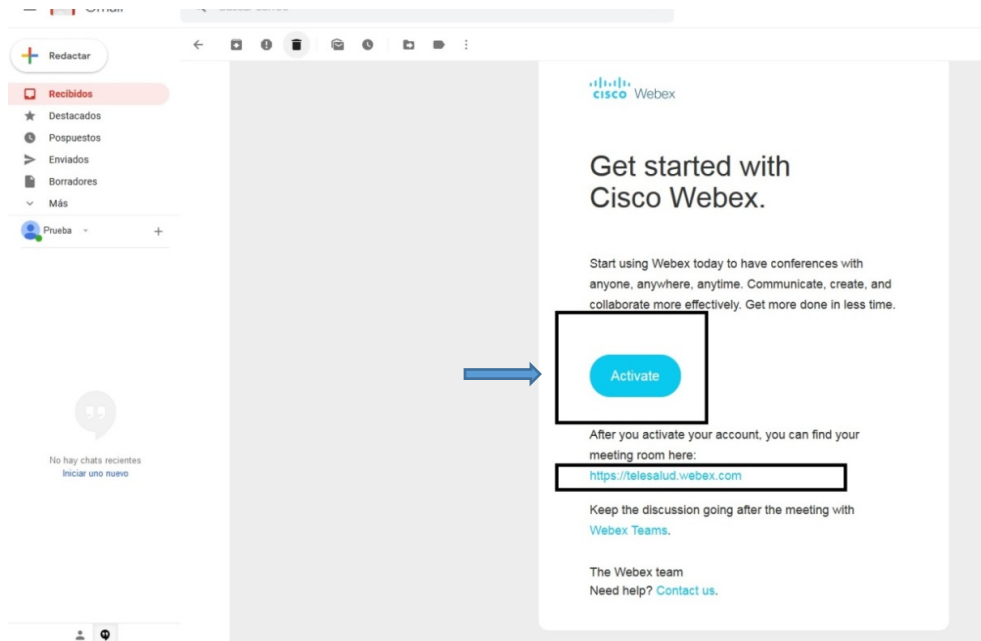 Redactar
Recibidos
Destacados
Pospuestos
Enviados
Borradores
Más
Prueba
No hay chats recientes
Iniciar uno nuevo
cisco Webex
Get started with
Cisco Webex.
Start using Webex today to have conferences with
anyone, anywhere, anytime. Communicate, create, and
collaborate more effectively. Get more done in less time.
Activate
After you activate your account, you can find your
meeting room here:
https://telesalud.webex.com
Keep the discussion going after the meeting with
Webex Teams.
The Webex team
Need help? Contact us.